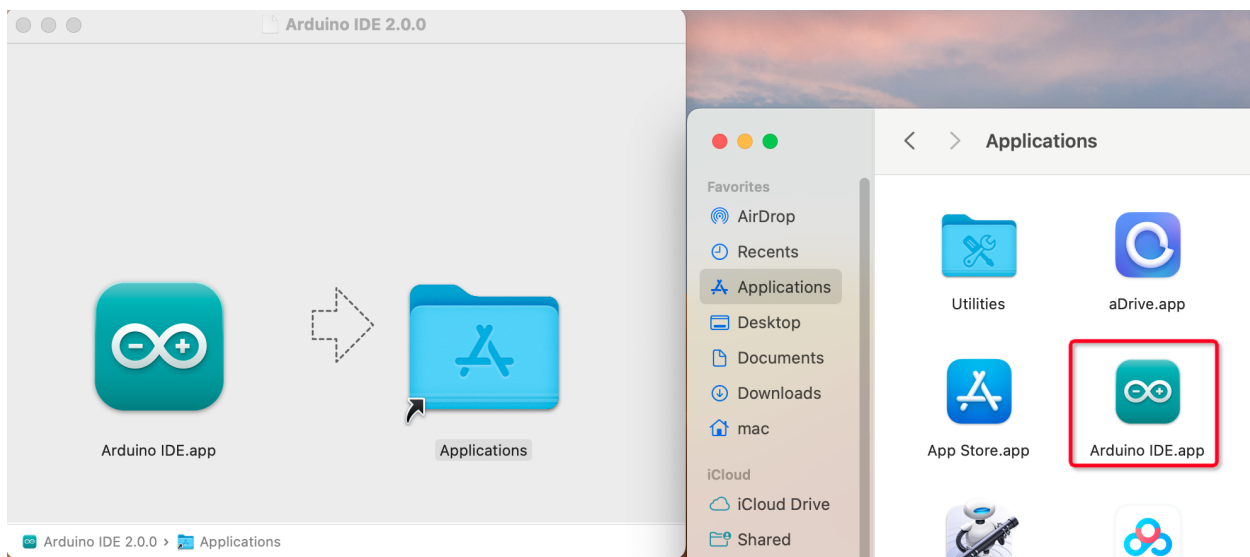 Arduino IDE 2.0.0
Arduino IDE.app
Applications
Arduino IDE 2.0.0 › Applications
Applications
Favorites
AirDrop
Recents
Applications
Desktop
Documents
Downloads
mac
iCloud
iCloud Drive
Shared
Utilities
aDrive.app
App Store.app
Arduino IDE.app